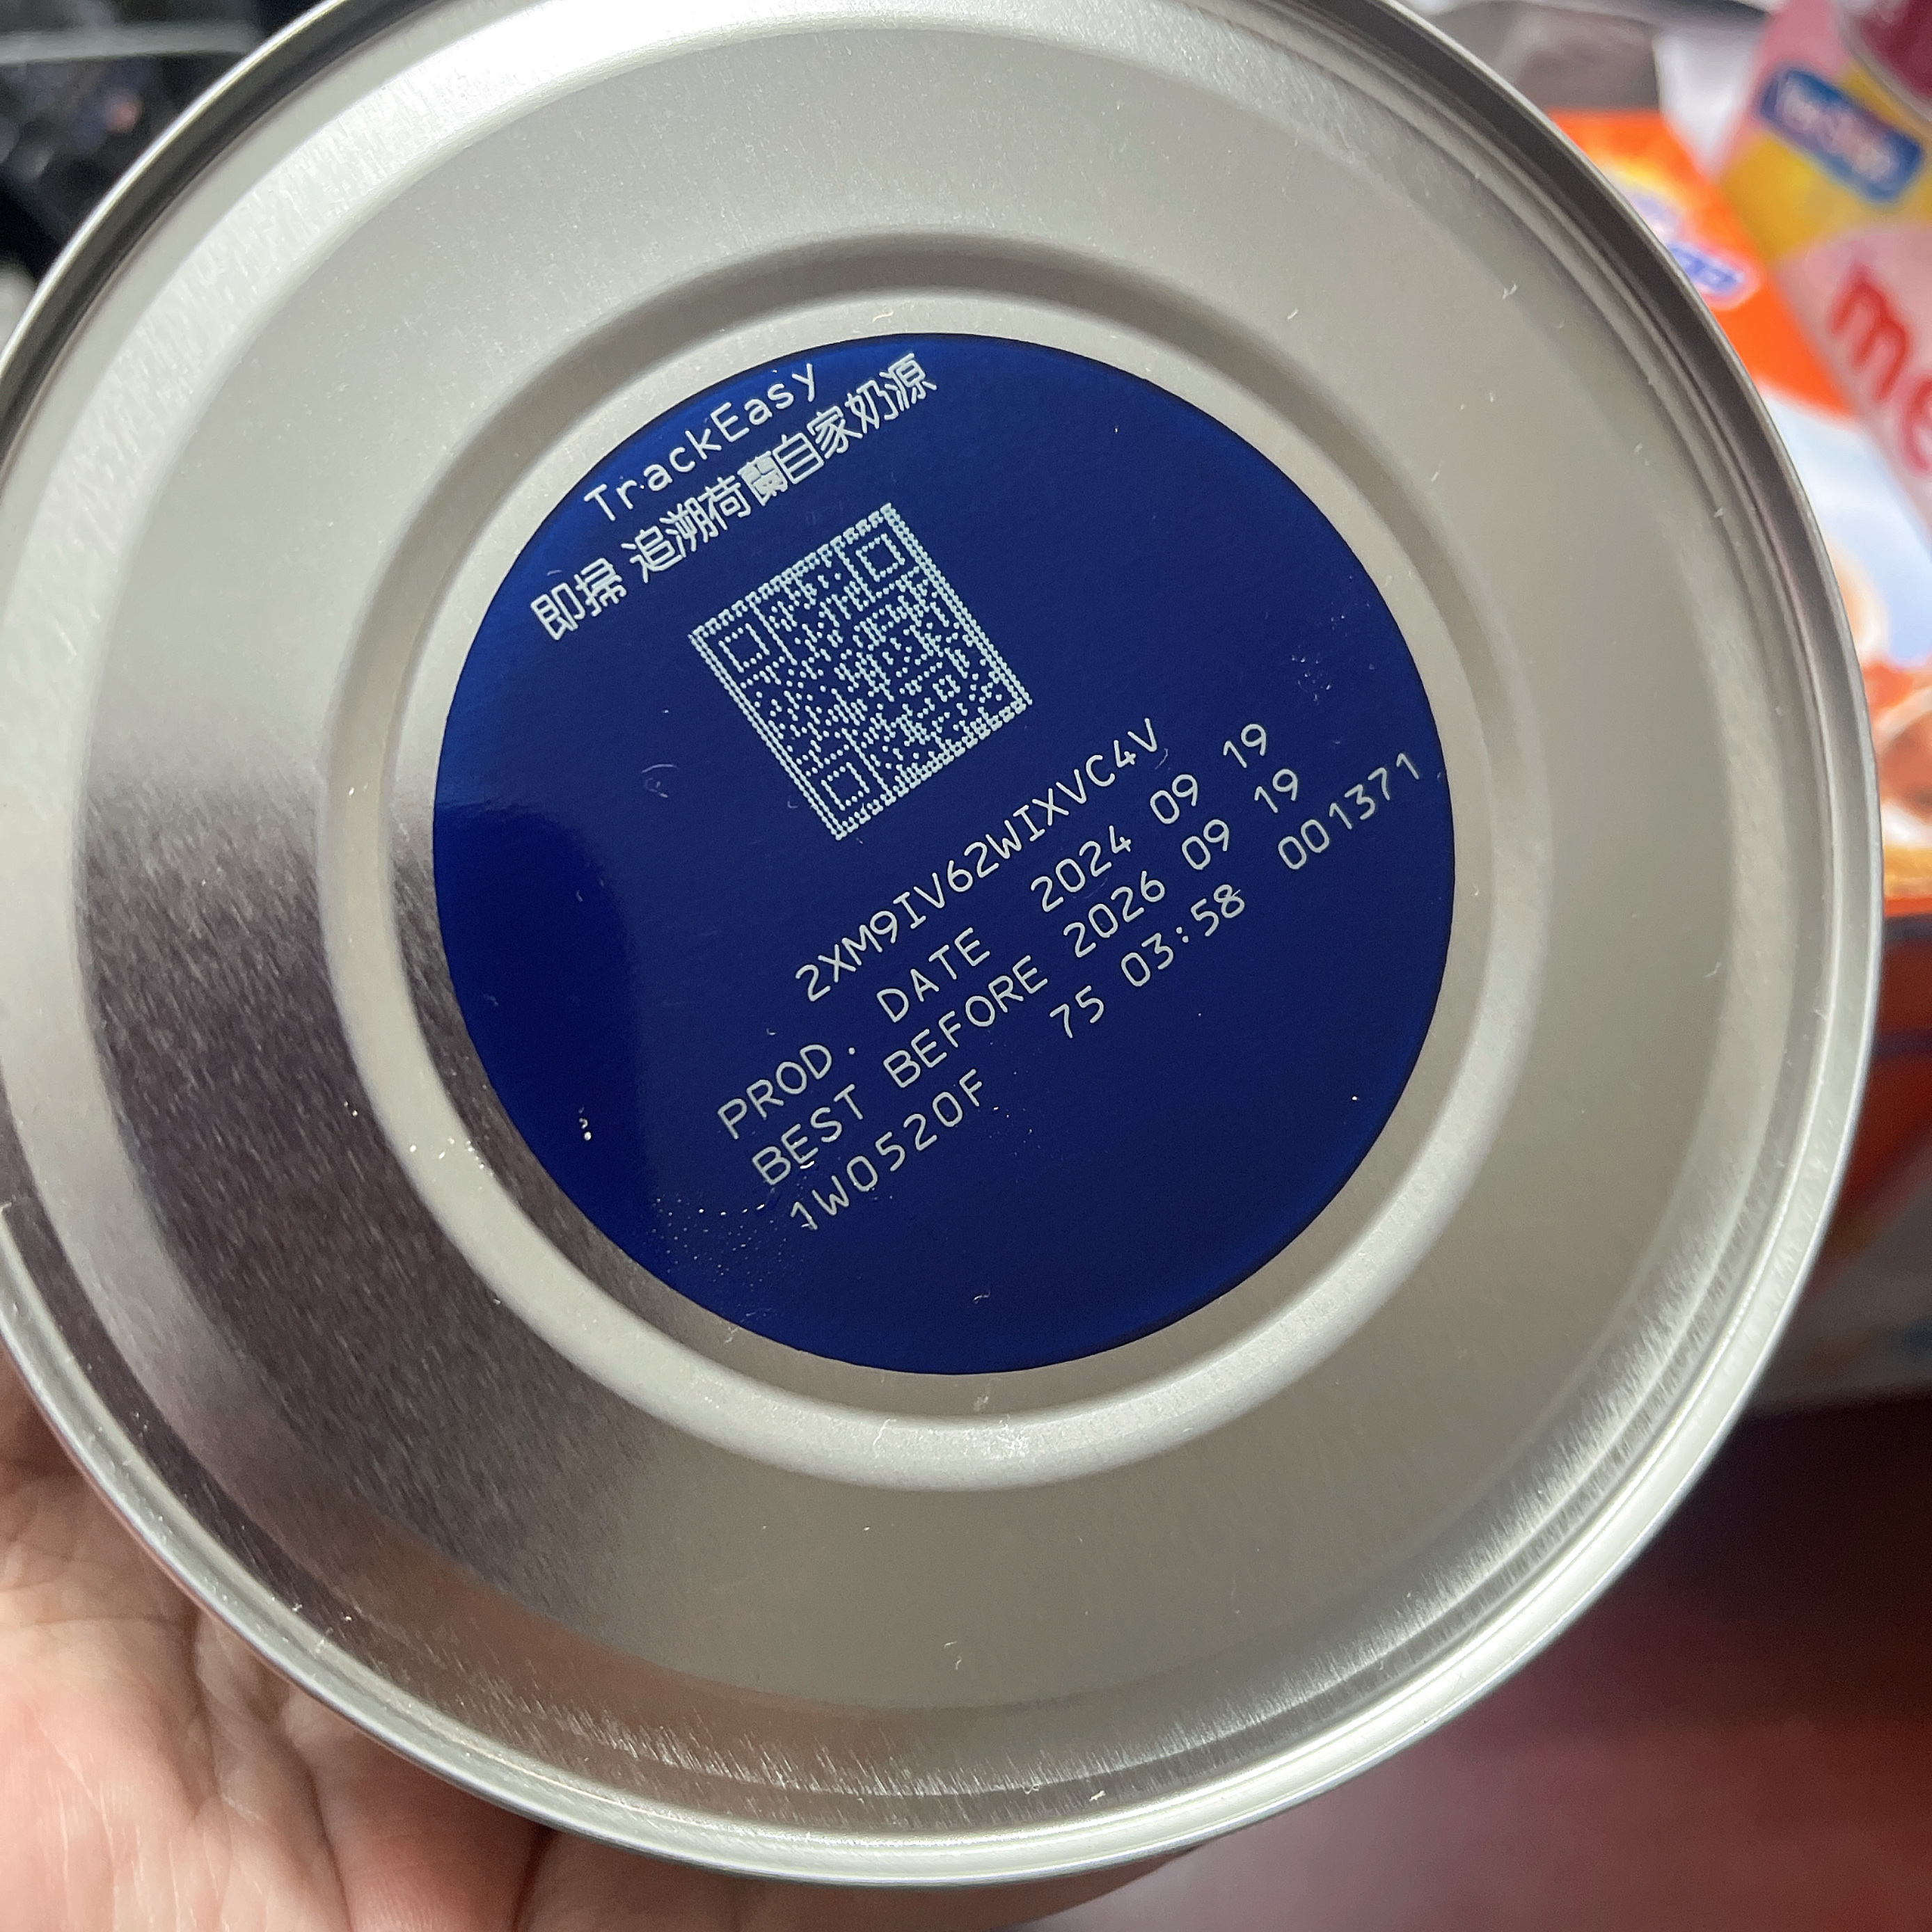 TrackEasy
即掃 追溯荷蘭自家奶源
2XM9IV62WIXVC4V
PROD. DATE 2024 09 19
BEST BEFORE 2026 09 19
1W0520F 75 03:58 001371
me